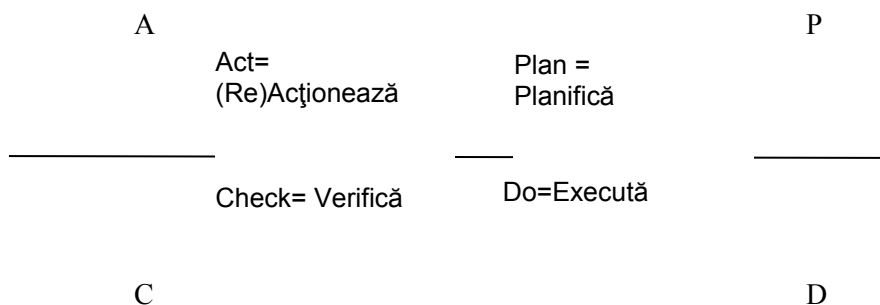 A
P
Act=
(Re)Acţionează
Plan =
Planifică
Check= Verifică
Do=Execută
C
D